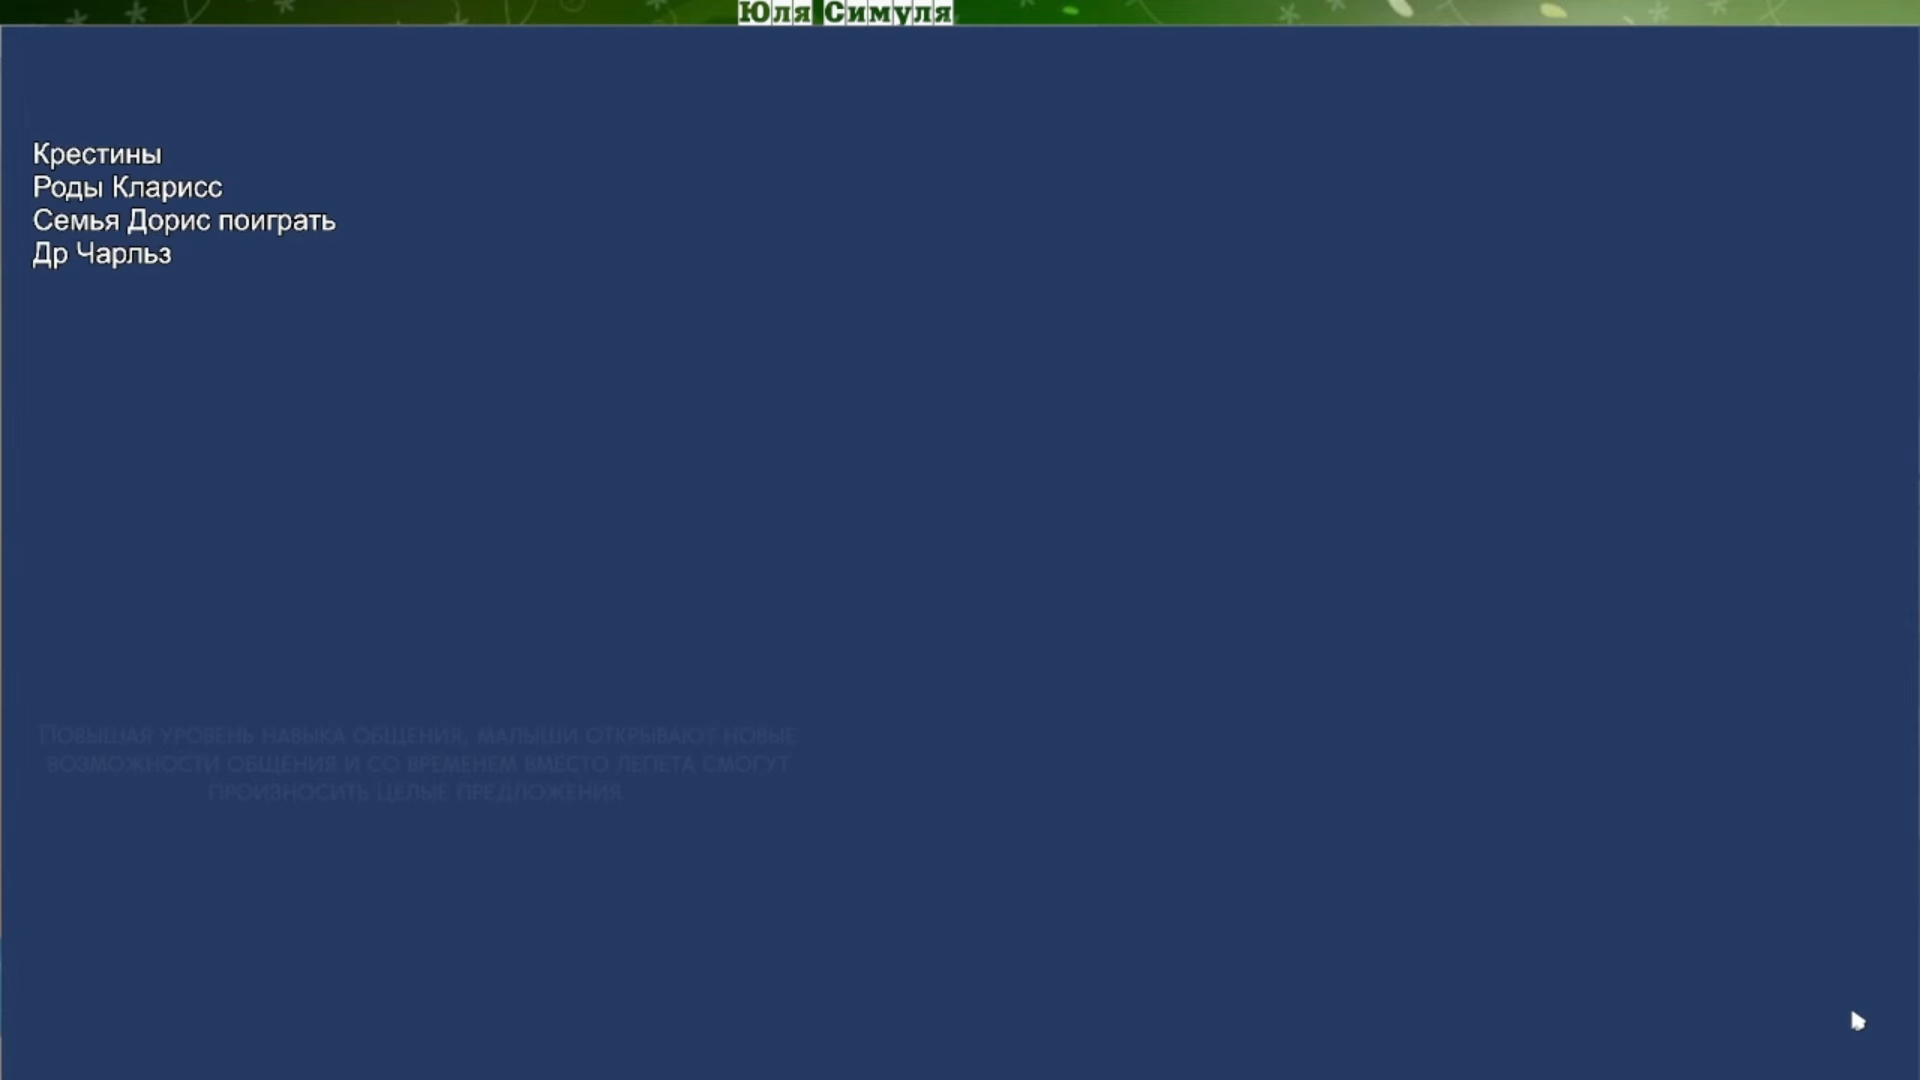 Юля Симуля
Крестины
Роды Кларисс
Семья Дорис поиграть
Др Чарльз
ПОВЫШАЯ УРОВЕНЬ НАВЫКА ОБЩЕНИЯ, МАЛЫШИ ОТКРЫВАЮТ НОВЫЕ
ВОЗМОЖНОСТИ ОБЩЕНИЯ И СО ВРЕМЕНЕМ ВМЕСТО ЛЕПЕТА СМОГУТ
ПРОИЗНОСИТЬ ЦЕЛЫЕ ПРЕДЛОЖЕНИЯ